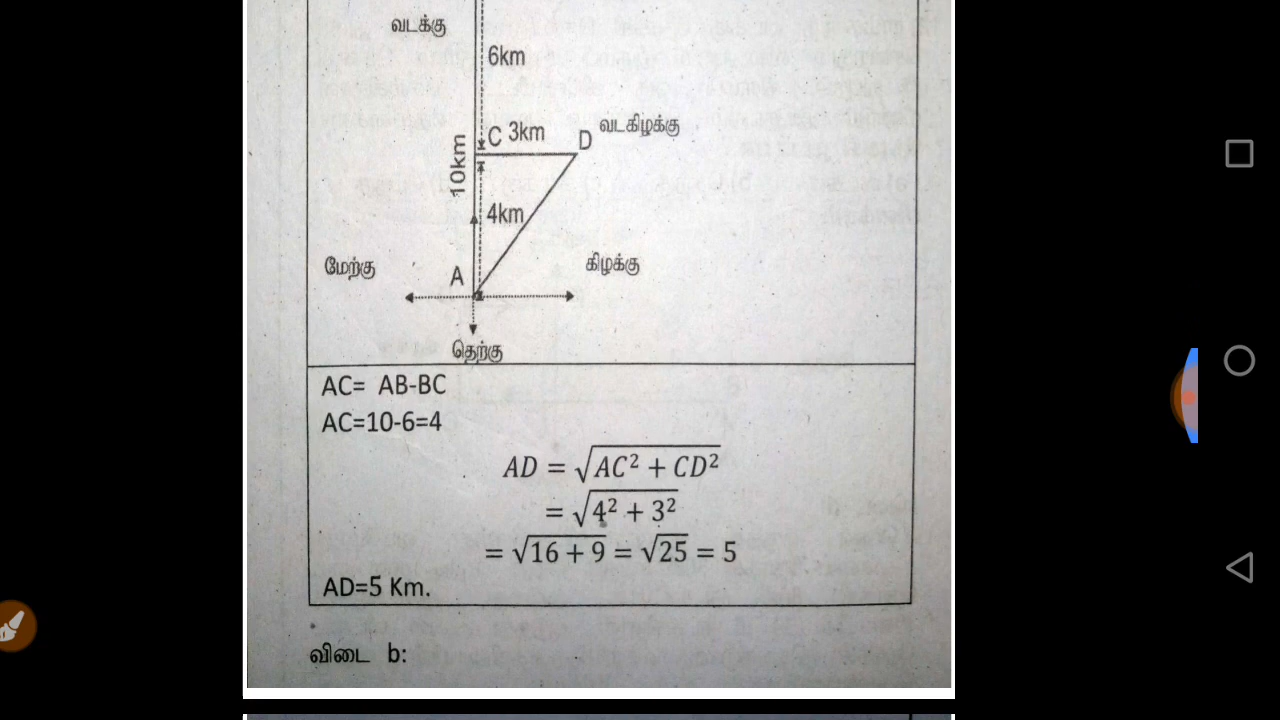 வடக்கு
6km
C 3km D வடகிழக்கு
10km
4km
மேற்கு
A
கிழக்கு
தெற்கு
AC= AB-BC
AC=10-6=4
AD = √AC² + CD²
= √4² + 3²
= √16 + 9 = √25 = 5
AD=5 Km.
விடை b: